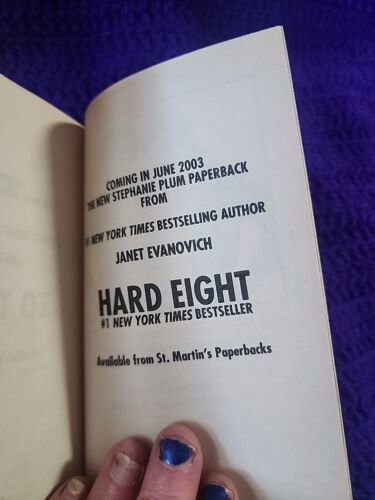 COMING IN JUNE 2003
THE NEW STEPHANIE PLUM PAPERBACK
FROM
#1 NEW YORK TIMES BESTSELLING AUTHOR
JANET EVANOVICH
HARD EIGHT
#1 NEW YORK TIMES BESTSELLER
Available from St. Martin's Paperbacks